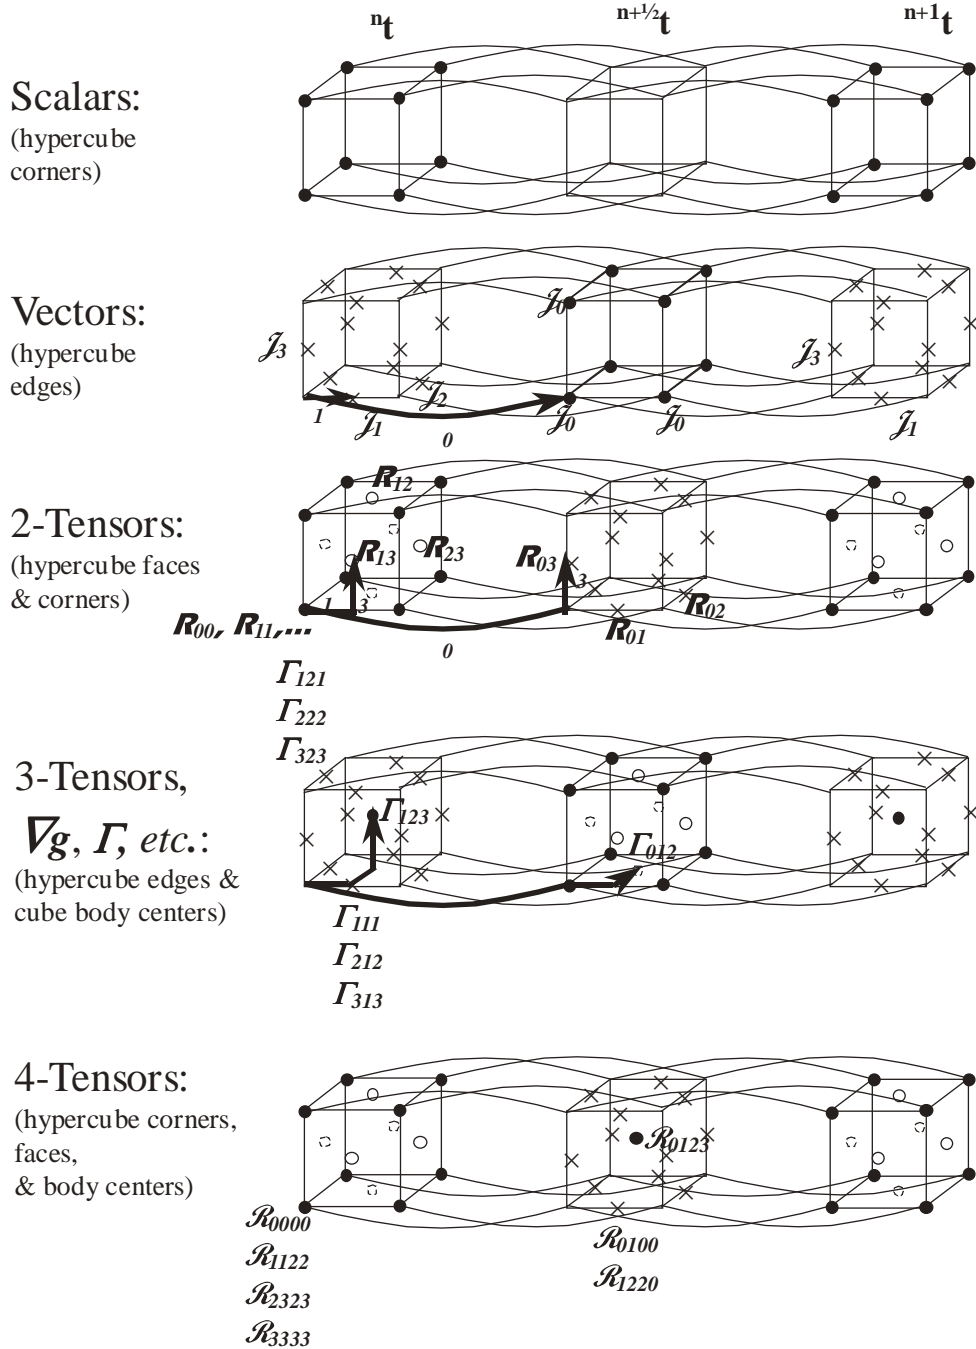 ⁿt
ⁿ⁺½t
ⁿ⁺¹t
Scalars:
(hypercube
corners)
Vectors:
(hypercube
edges)
𝒥₃
𝒥₀
𝒥₃
𝒥₂
1
𝒥₁
0
𝒥₀
𝒥₀
𝒥₁
2-Tensors:
(hypercube faces
& corners)
R₁₂
R₁₃
R₂₃
R₀₃
3
1
3
R₀₂
R₀₀, R₁₁,...
R₀₁
0
Γ₁₂₁
Γ₂₂₂
Γ₃₂₃
3-Tensors,
∇g, Γ, etc.:
(hypercube edges &
cube body centers)
Γ₁₂₃
Γ₀₁₂
Γ₁₁₁
Γ₂₁₂
Γ₃₁₃
4-Tensors:
(hypercube corners,
faces,
& body centers)
ℛ₀₁₂₃
ℛ₀₀₀₀
ℛ₁₁₂₂
ℛ₂₃₂₃
ℛ₃₃₃₃
ℛ₀₁₀₀
ℛ₁₂₂₀